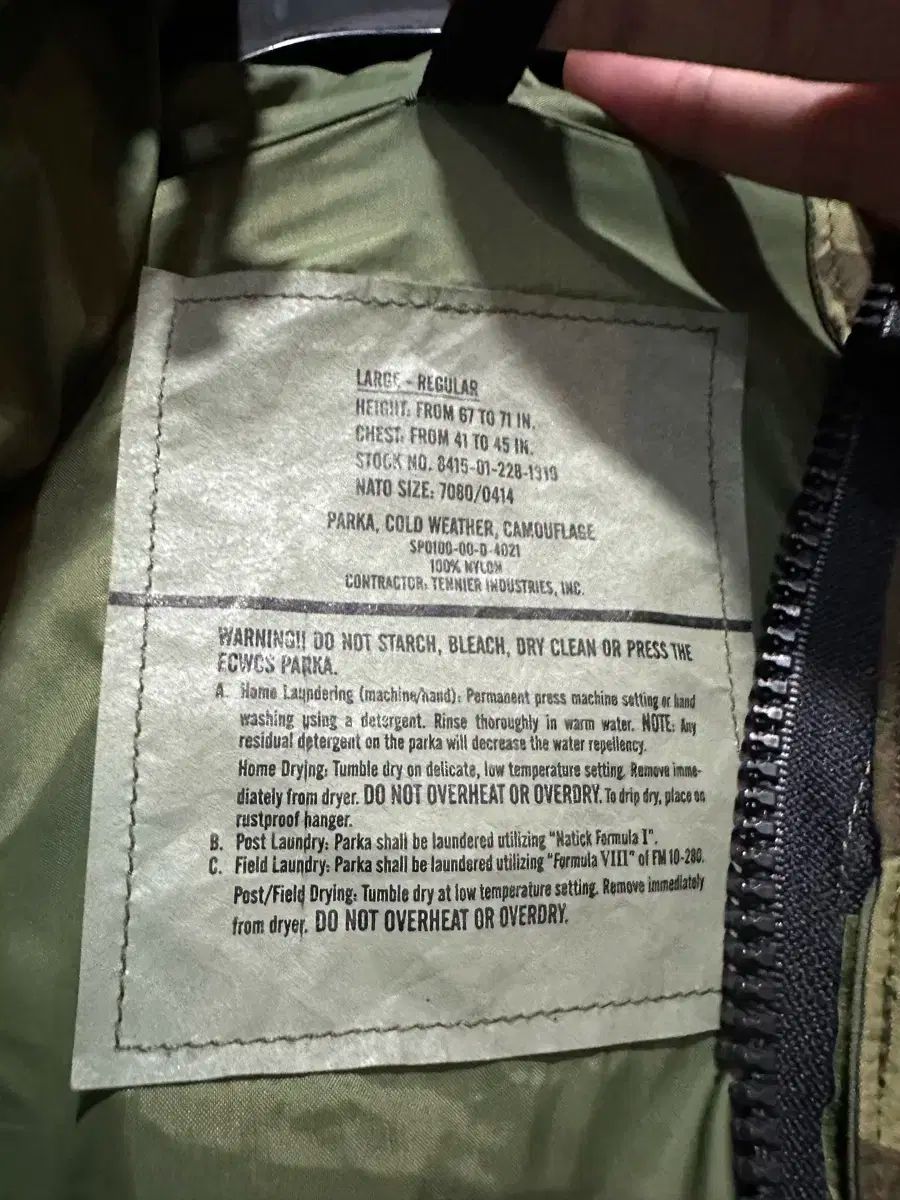 LARGE - REGULAR
HEIGHT: FROM 67 TO 71 IN.
CHEST: FROM 41 TO 45 IN.
STOCK NO. 8415-01-228-1319
NATO SIZE: 7080/0414
PARKA, COLD WEATHER, CAMOUFLAGE
SPO100-00-D-4021
100% NYLON
CONTRACTOR: TENNIER INDUSTRIES, INC.
WARNING!! DO NOT STARCH, BLEACH, DRY CLEAN OR PRESS THE
ECWCS PARKA.
A. Home Laundering (machine/hand): Permanent press machine setting or hand
washing using a detergent. Rinse thoroughly in warm water. NOTE: Any
residual detergent on the parka will decrease the water repellency.
Home Drying: Tumble dry on delicate, low temperature setting. Remove imme-
diately from dryer. DO NOT OVERHEAT OR OVERDRY. To drip dry, place on
rustproof hanger.
B. Post Laundry: Parka shall be laundered utilizing "Natick Formula I".
C. Field Laundry: Parka shall be laundered utilizing "Formula VIII" of FM 10-280.
Post/Field Drying: Tumble dry at low temperature setting. Remove immediately
from dryer. DO NOT OVERHEAT OR OVERDRY.